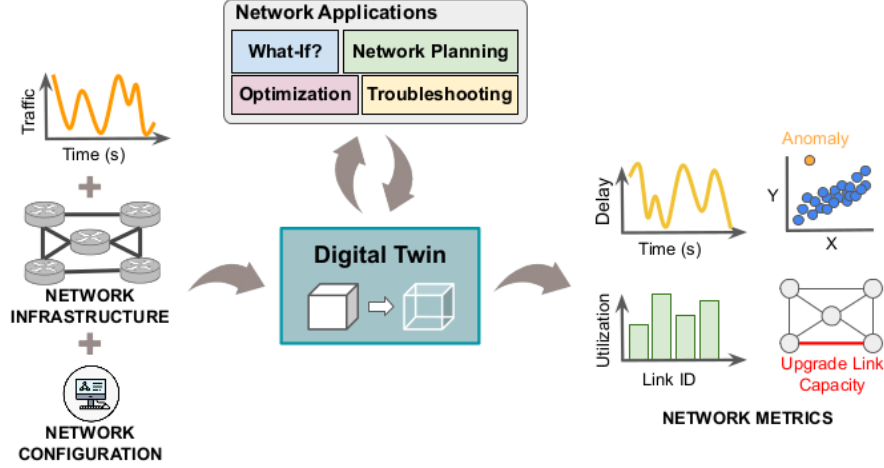 Network Applications
What-If?
Network Planning
Optimization
Troubleshooting
Traffic
Time (s)
NETWORK
INFRASTRUCTURE
NETWORK
CONFIGURATION
Digital Twin
Delay
Time (s)
Anomaly
Y
X
Utilization
Link ID
Upgrade Link
Capacity
NETWORK METRICS